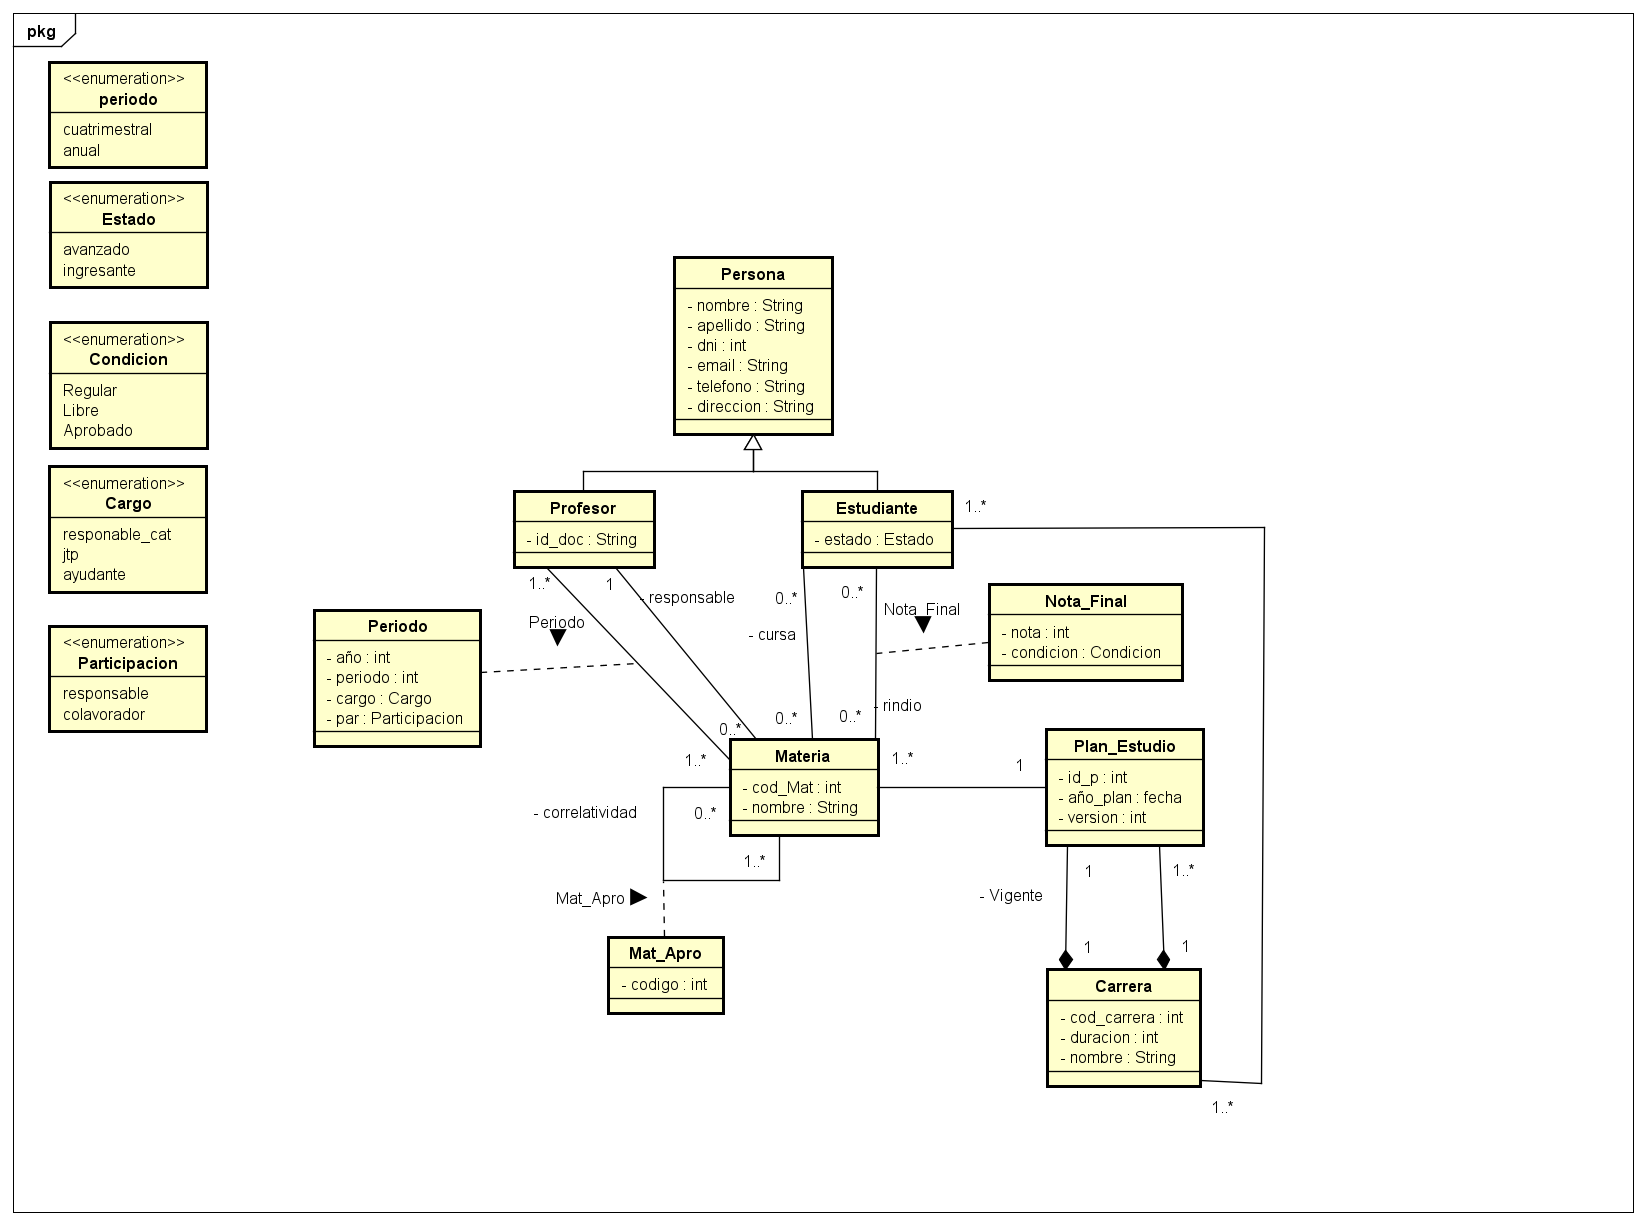 pkg
<<enumeration>>
periodo
cuatrimestral
anual
<<enumeration>>
Estado
avanzado
ingresante
<<enumeration>>
Condicion
Regular
Libre
Aprobado
<<enumeration>>
Cargo
responable_cat
jtp
ayudante
<<enumeration>>
Participacion
responsable
colavorador
Persona
- nombre : String
- apellido : String
- dni : int
- email : String
- telefono : String
- direccion : String
Profesor
- id_doc : String
Estudiante
- estado : Estado
1..*
1..*
1
- responsable
0..*
0..*
Periodo
- cursa
Nota_Final
Nota_Final
- nota : int
- condicion : Condicion
Periodo
- año : int
- periodo : int
- cargo : Cargo
- par : Participacion
- rindio
0..*
0..*
0..*
1..*
1..*
1
Materia
- cod_Mat : int
- nombre : String
Plan_Estudio
- id_p : int
- año_plan : fecha
- version : int
- correlatividad
0..*
1..*
Mat_Apro
Mat_Apro
- codigo : int
1
1..*
- Vigente
1
1
Carrera
- cod_carrera : int
- duracion : int
- nombre : String
1..*